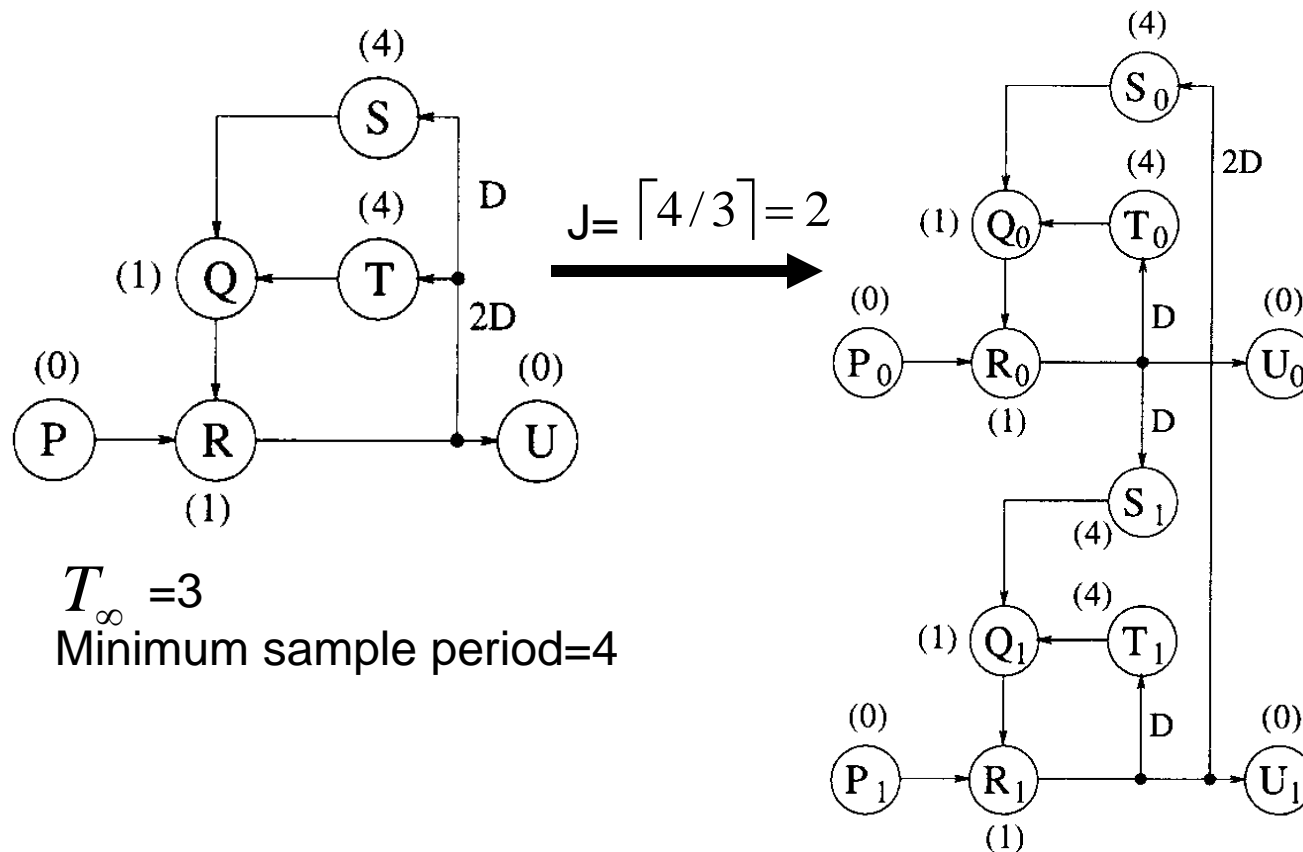 (4)
S
D
(4)
(1) Q T
2D
(0) (0)
P R U
(1)
T∞ =3
Minimum sample period=4
J= ⌈4/3⌉=2
(4)
S₀
2D
(4)
(1) Q₀ T₀
(0) D (0)
P₀ R₀ U₀
(1) D
S₁
(4)
(4)
(1) Q₁ T₁
(0) D (0)
P₁ R₁ U₁
(1)